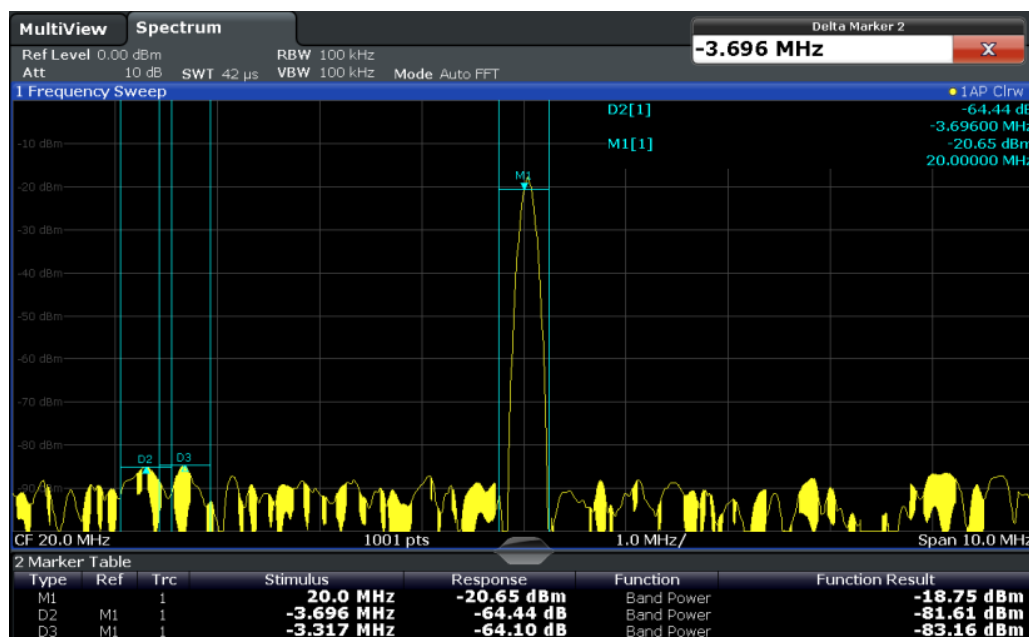 MultiView Spectrum
Delta Marker 2
-3.696 MHz X
Ref Level 0.00 dBm RBW 100 kHz
Att 10 dB SWT 42 µs VBW 100 kHz Mode Auto FFT
1 Frequency Sweep 1AP Clrw
D2[1] -64.44 dB
-3.69600 MHz
M1[1] -20.65 dBm
20.00000 MHz
-10 dBm
M1
-20 dBm
-30 dBm
-40 dBm
-50 dBm
-60 dBm
-70 dBm
-80 dBm
D2 D3
CF 20.0 MHz 1001 pts 1.0 MHz/ Span 10.0 MHz
2 Marker Table
Type Ref Trc Stimulus Response Function Function Result
M1 1 20.0 MHz -20.65 dBm Band Power -18.75 dBm
D2 M1 1 -3.696 MHz -64.44 dB Band Power -81.61 dBm
D3 M1 1 -3.317 MHz -64.10 dB Band Power -83.16 dBm